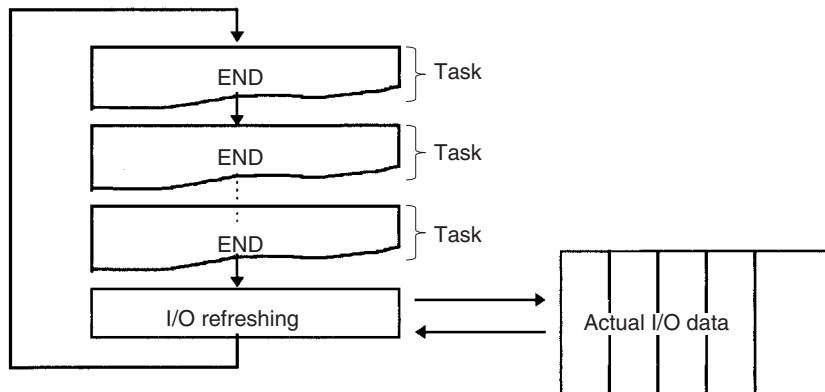 END
Task
END
Task
END
Task
I/O refreshing
Actual I/O data